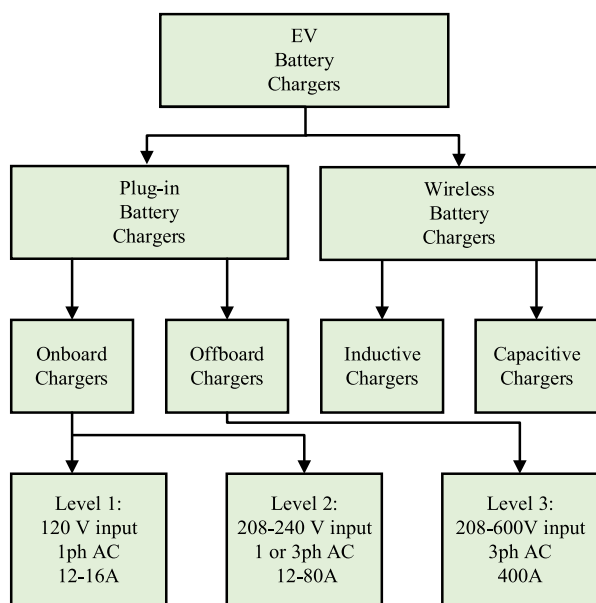 EV
Battery
Chargers
Plug-in
Battery
Chargers
Wireless
Battery
Chargers
Onboard
Chargers
Offboard
Chargers
Inductive
Chargers
Capacitive
Chargers
Level 1:
120 V input
1ph AC
12-16A
Level 2:
208-240 V input
1 or 3ph AC
12-80A
Level 3:
208-600V input
3ph AC
400A